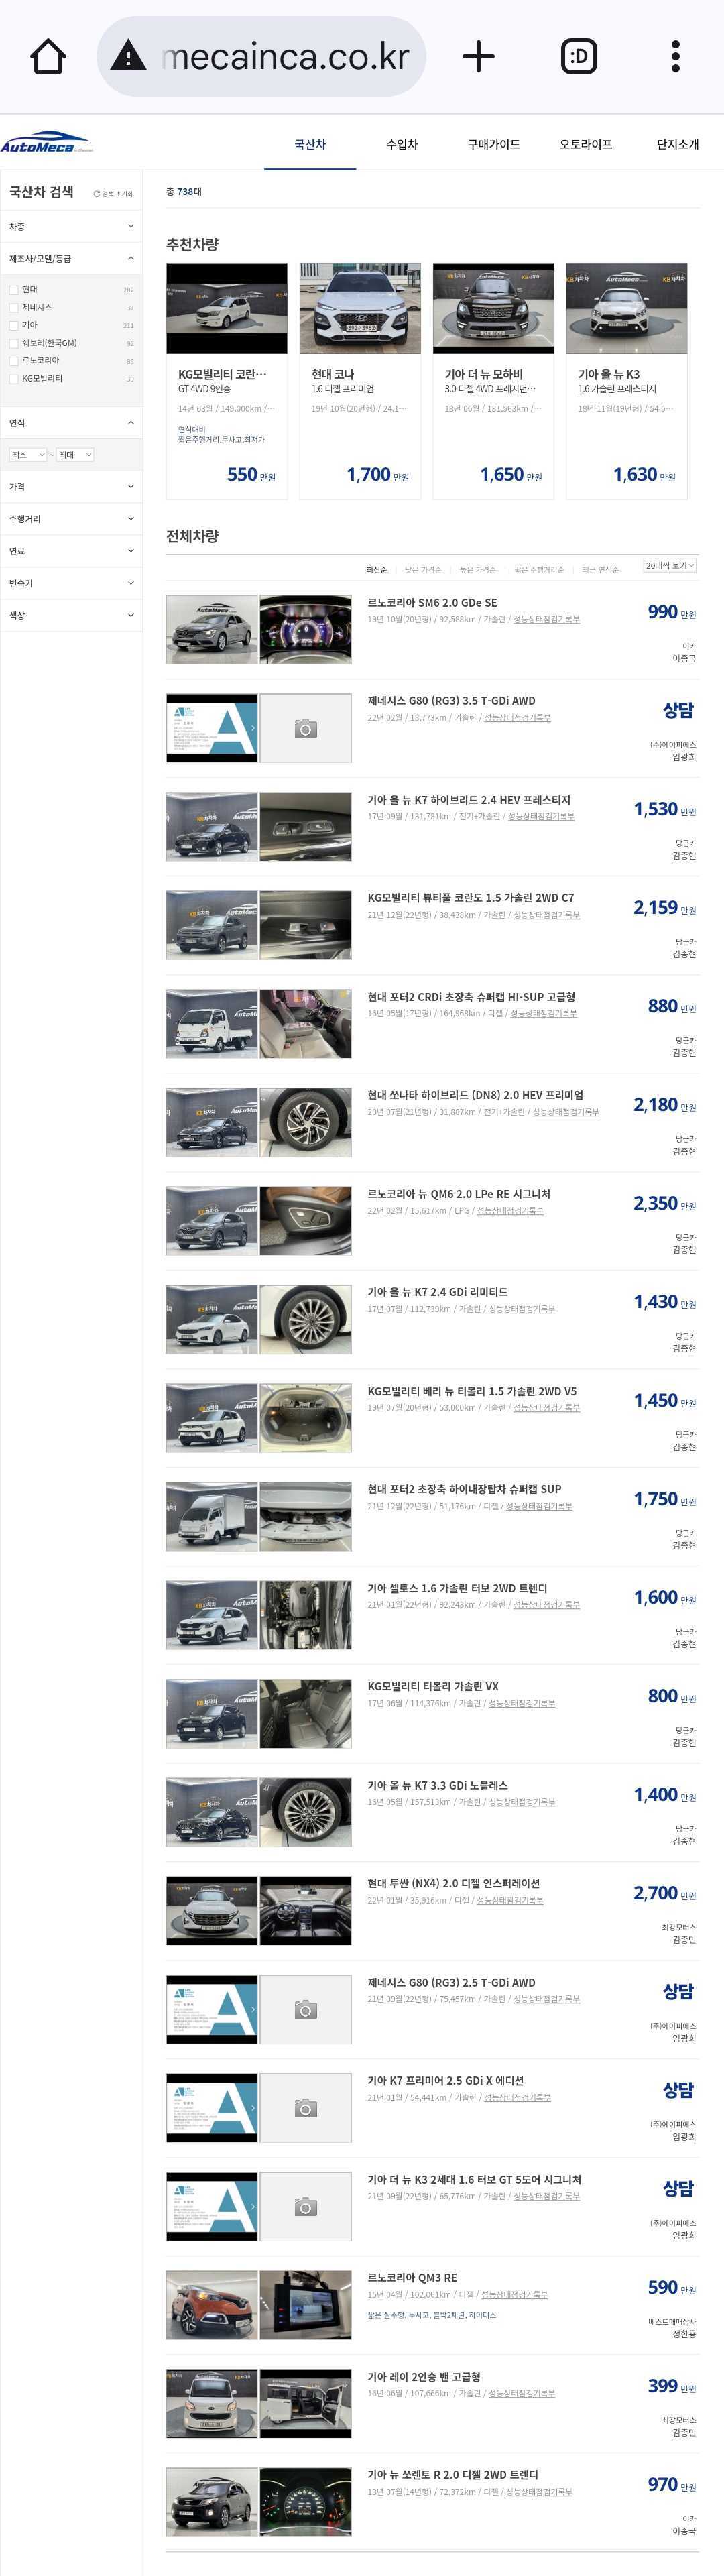 mecainca.co.kr
:D
AutoMeca
국산차
수입차
구매가이드
오토라이프
단지소개
국산차 검색
검색 초기화
차종
제조사/모델/등급
현대 282
제네시스 37
기아 211
쉐보레(한국GM) 92
르노코리아 86
KG모빌리티 30
연식
최소 ~ 최대
가격
주행거리
연료
변속기
색상
총 738대
추천차량
KG모빌리티 코란…
GT 4WD 9인승
14년 03월 / 149,000km /…
연식대비
짧은주행거리,무사고,최저가
550 만원
현대 코나
1.6 디젤 프리미엄
19년 10월(20년형) / 24,1…
1,700 만원
기아 더 뉴 모하비
3.0 디젤 4WD 프레지던…
18년 06월 / 181,563km /…
1,650 만원
기아 올 뉴 K3
1.6 가솔린 프레스티지
18년 11월(19년형) / 54,5…
1,630 만원
전체차량
최신순
낮은 가격순
높은 가격순
짧은 주행거리순
최근 연식순
20대씩 보기
르노코리아 SM6 2.0 GDe SE
19년 10월(20년형) / 92,588km / 가솔린 / 성능상태점검기록부
990 만원
이카
이종국
제네시스 G80 (RG3) 3.5 T-GDi AWD
22년 02월 / 18,773km / 가솔린 / 성능상태점검기록부
상담
(주)에이피에스
임광희
기아 올 뉴 K7 하이브리드 2.4 HEV 프레스티지
17년 09월 / 131,781km / 전기+가솔린 / 성능상태점검기록부
1,530 만원
당근카
김종현
KG모빌리티 뷰티풀 코란도 1.5 가솔린 2WD C7
21년 12월(22년형) / 38,438km / 가솔린 / 성능상태점검기록부
2,159 만원
당근카
김종현
현대 포터2 CRDi 초장축 슈퍼캡 HI-SUP 고급형
16년 05월(17년형) / 164,968km / 디젤 / 성능상태점검기록부
880 만원
당근카
김종현
현대 쏘나타 하이브리드 (DN8) 2.0 HEV 프리미엄
20년 07월(21년형) / 31,887km / 전기+가솔린 / 성능상태점검기록부
2,180 만원
당근카
김종현
르노코리아 뉴 QM6 2.0 LPe RE 시그니처
22년 02월 / 15,617km / LPG / 성능상태점검기록부
2,350 만원
당근카
김종현
기아 올 뉴 K7 2.4 GDi 리미티드
17년 07월 / 112,739km / 가솔린 / 성능상태점검기록부
1,430 만원
당근카
김종현
KG모빌리티 베리 뉴 티볼리 1.5 가솔린 2WD V5
19년 07월(20년형) / 53,000km / 가솔린 / 성능상태점검기록부
1,450 만원
당근카
김종현
현대 포터2 초장축 하이내장탑차 슈퍼캡 SUP
21년 12월(22년형) / 51,176km / 디젤 / 성능상태점검기록부
1,750 만원
당근카
김종현
기아 셀토스 1.6 가솔린 터보 2WD 트렌디
21년 01월(22년형) / 92,243km / 가솔린 / 성능상태점검기록부
1,600 만원
당근카
김종현
KG모빌리티 티볼리 가솔린 VX
17년 06월 / 114,376km / 가솔린 / 성능상태점검기록부
800 만원
당근카
김종현
기아 올 뉴 K7 3.3 GDi 노블레스
16년 05월 / 157,513km / 가솔린 / 성능상태점검기록부
1,400 만원
당근카
김종현
현대 투싼 (NX4) 2.0 디젤 인스퍼레이션
22년 01월 / 35,916km / 디젤 / 성능상태점검기록부
2,700 만원
최강모터스
김종민
제네시스 G80 (RG3) 2.5 T-GDi AWD
21년 09월(22년형) / 75,457km / 가솔린 / 성능상태점검기록부
상담
(주)에이피에스
임광희
기아 K7 프리미어 2.5 GDi X 에디션
21년 01월 / 54,441km / 가솔린 / 성능상태점검기록부
상담
(주)에이피에스
임광희
기아 더 뉴 K3 2세대 1.6 터보 GT 5도어 시그니처
21년 09월(22년형) / 65,776km / 가솔린 / 성능상태점검기록부
상담
(주)에이피에스
임광희
르노코리아 QM3 RE
15년 04월 / 102,061km / 디젤 / 성능상태점검기록부
짧은 실주행, 무사고, 블박2채널, 하이패스
590 만원
베스트매매상사
정한용
기아 레이 2인승 밴 고급형
16년 06월 / 107,666km / 가솔린 / 성능상태점검기록부
399 만원
최강모터스
김종민
기아 뉴 쏘렌토 R 2.0 디젤 2WD 트렌디
13년 07월(14년형) / 72,372km / 디젤 / 성능상태점검기록부
970 만원
이카
이종국